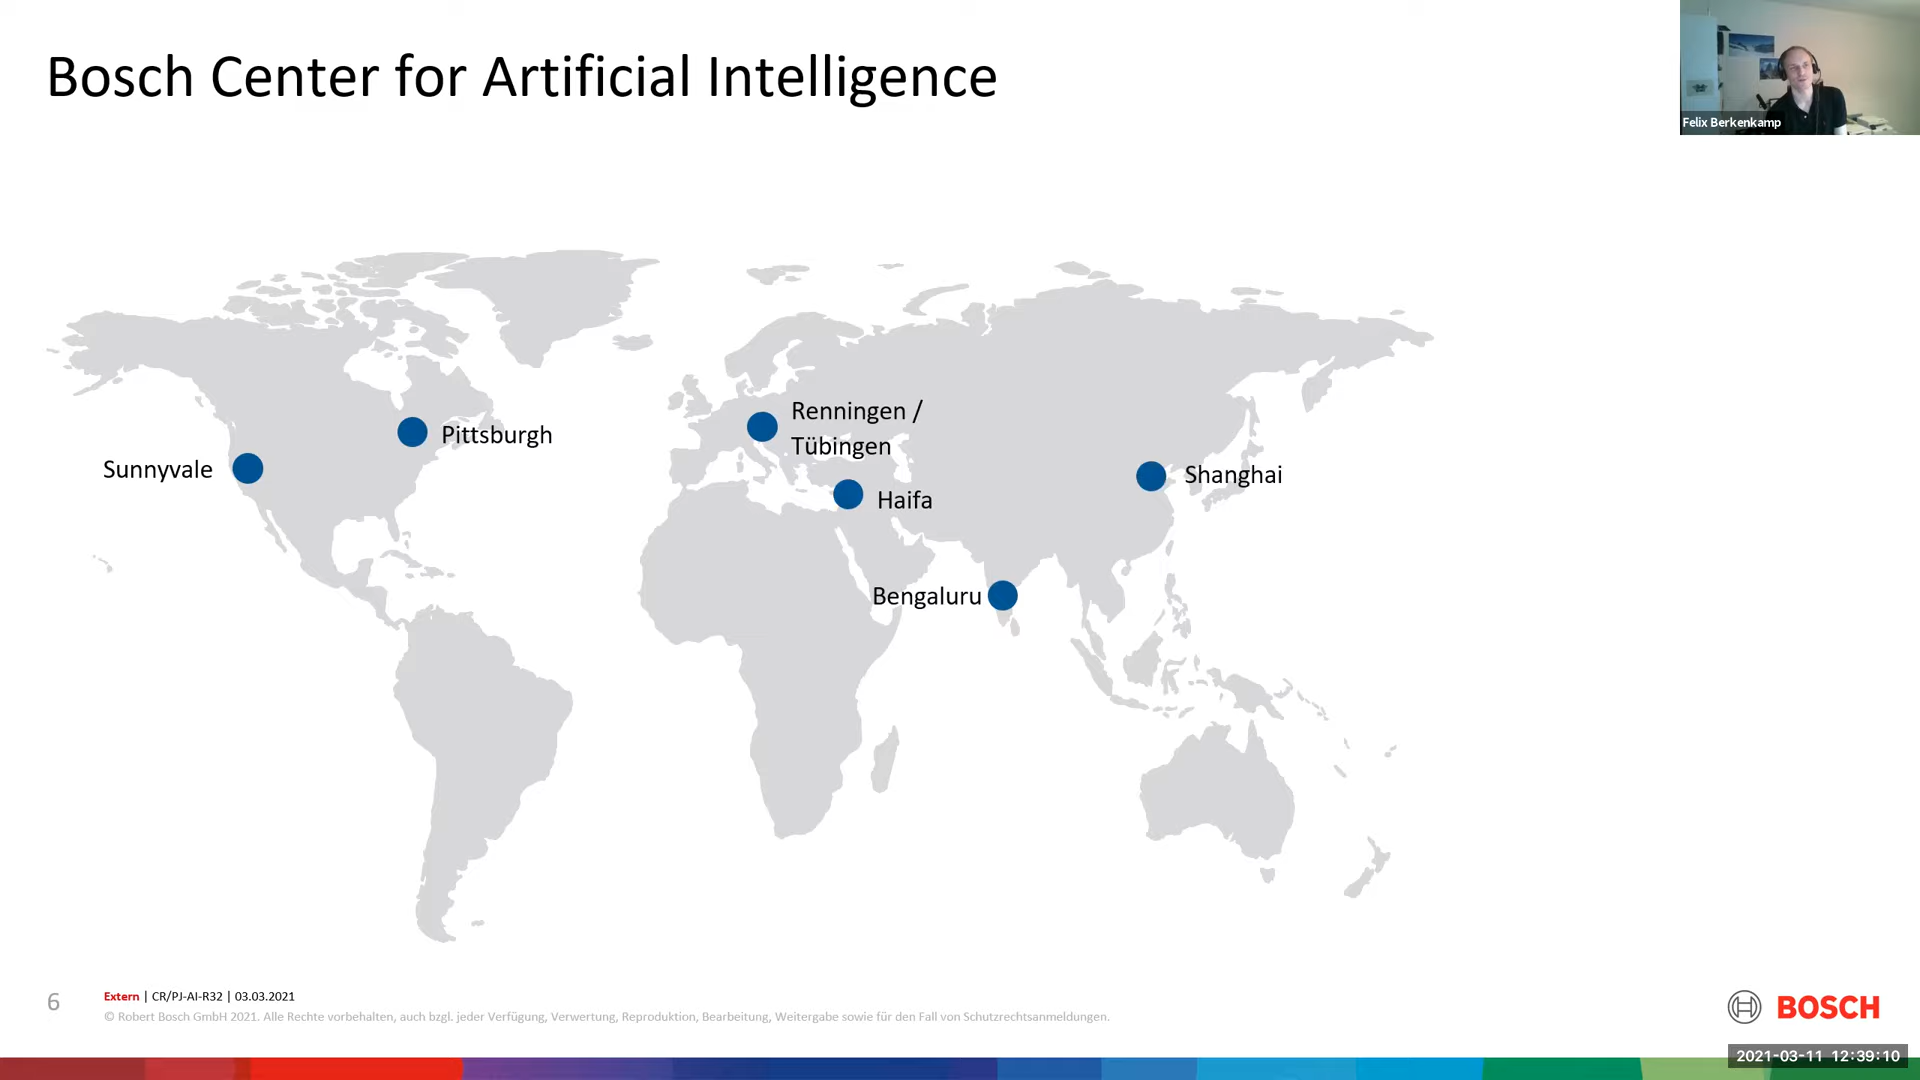 Bosch Center for Artificial Intelligence
Felix Berkenkamp
Renningen /
Tübingen
Pittsburgh
Sunnyvale
Shanghai
Haifa
Bengaluru
6
Extern | CR/PJ-AI-R32 | 03.03.2021
© Robert Bosch GmbH 2021. Alle Rechte vorbehalten, auch bzgl. jeder Verfügung, Verwertung, Reproduktion, Bearbeitung, Weitergabe sowie für den Fall von Schutzrechtsanmeldungen.
BOSCH
2021-03-11 12:39:10